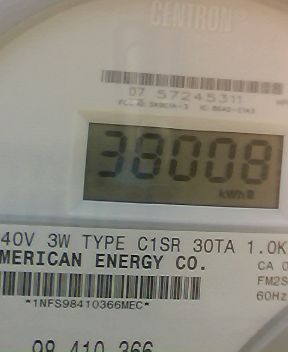 CENTRON
07 57245311
38008
kWh
40V 3W TYPE C1SR 30TA 1.0K
MERICAN ENERGY CO.
CA 0
FM2S
60Hz
*1NFS98410366MEC*
98 410 366